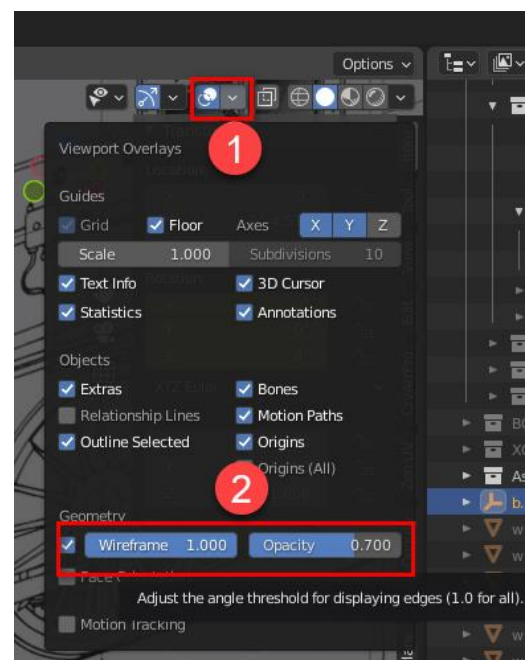 Options
1
Viewport Overlays
Guides
Grid Floor Axes X Y Z
Scale 1.000 Subdivisions 10
Text Info 3D Cursor
Statistics Annotations
Objects
Extras Bones
Relationship Lines Motion Paths
Outline Selected Origins
Origins (All)
2
Geometry
Wireframe 1.000 Opacity 0.700
Adjust the angle threshold for displaying edges (1.0 for all).
Motion Tracking